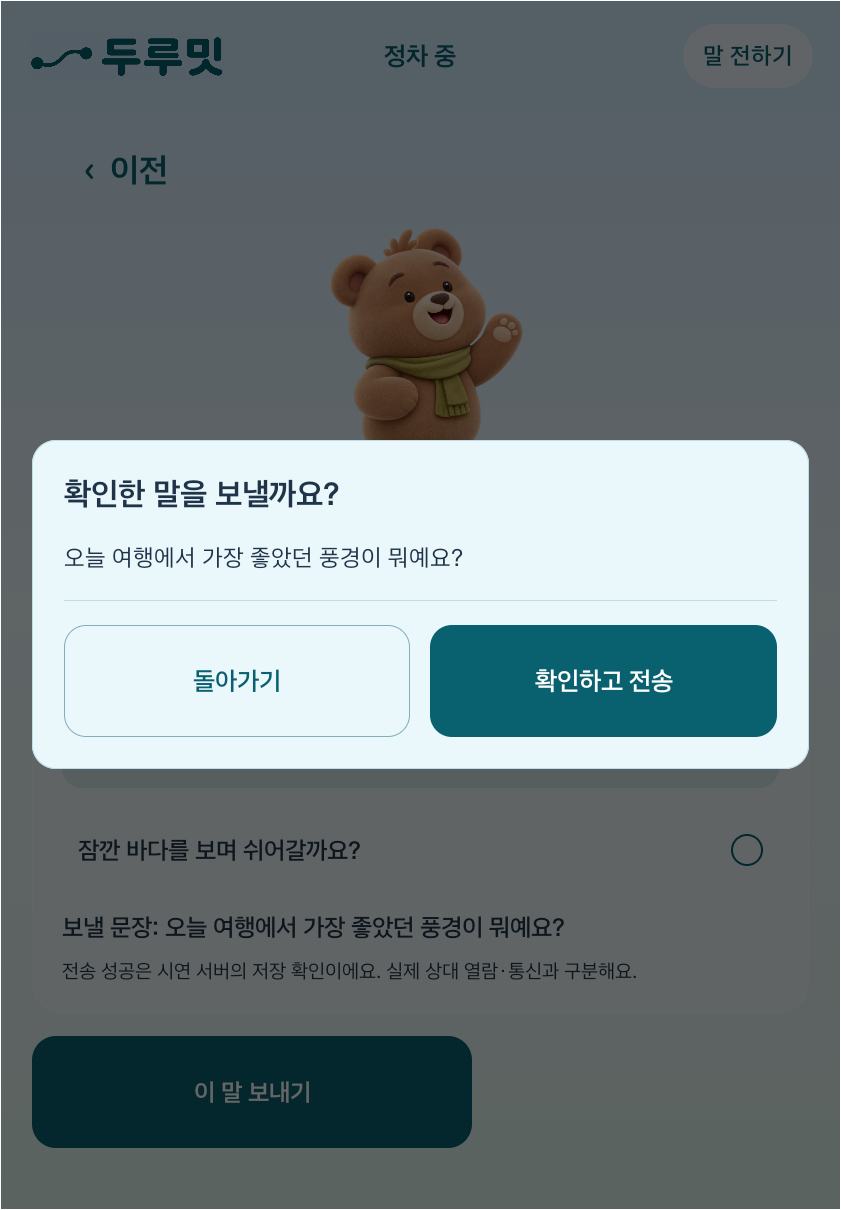 두루밋
정차 중
말 전하기
‹ 이전
확인한 말을 보낼까요?
오늘 여행에서 가장 좋았던 풍경이 뭐예요?
돌아가기
확인하고 전송
잠깐 바다를 보며 쉬어갈까요?
보낼 문장: 오늘 여행에서 가장 좋았던 풍경이 뭐예요?
전송 성공은 시연 서버의 저장 확인이에요. 실제 상대 열람·통신과 구분해요.
이 말 보내기